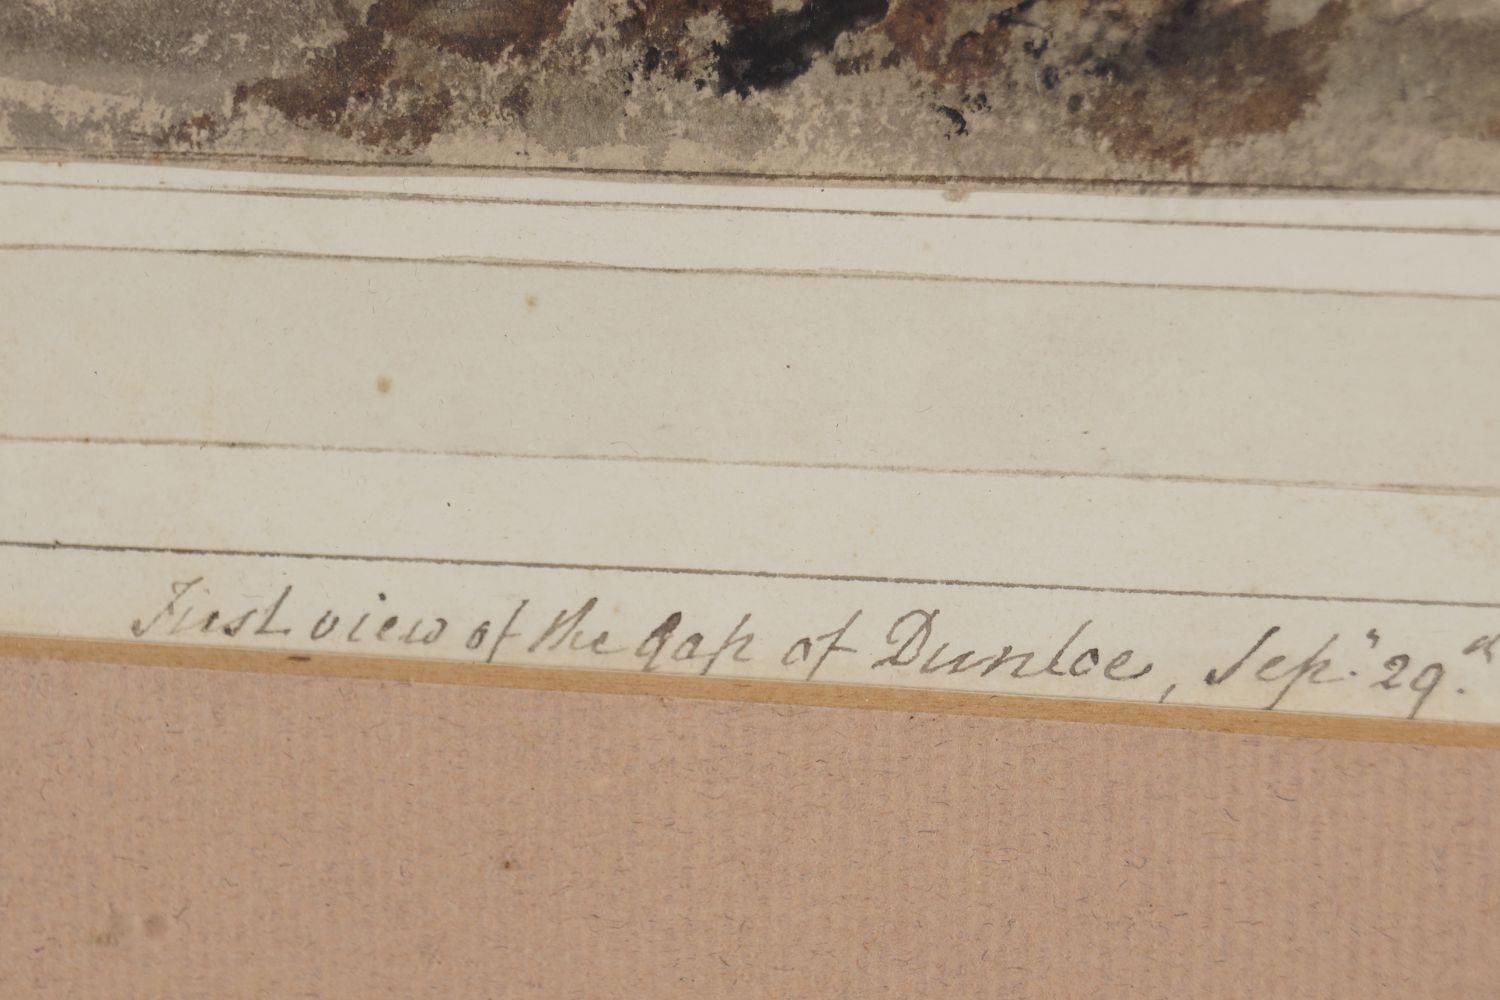 First view of the Gap of Dunloe, Sep.r 29.th